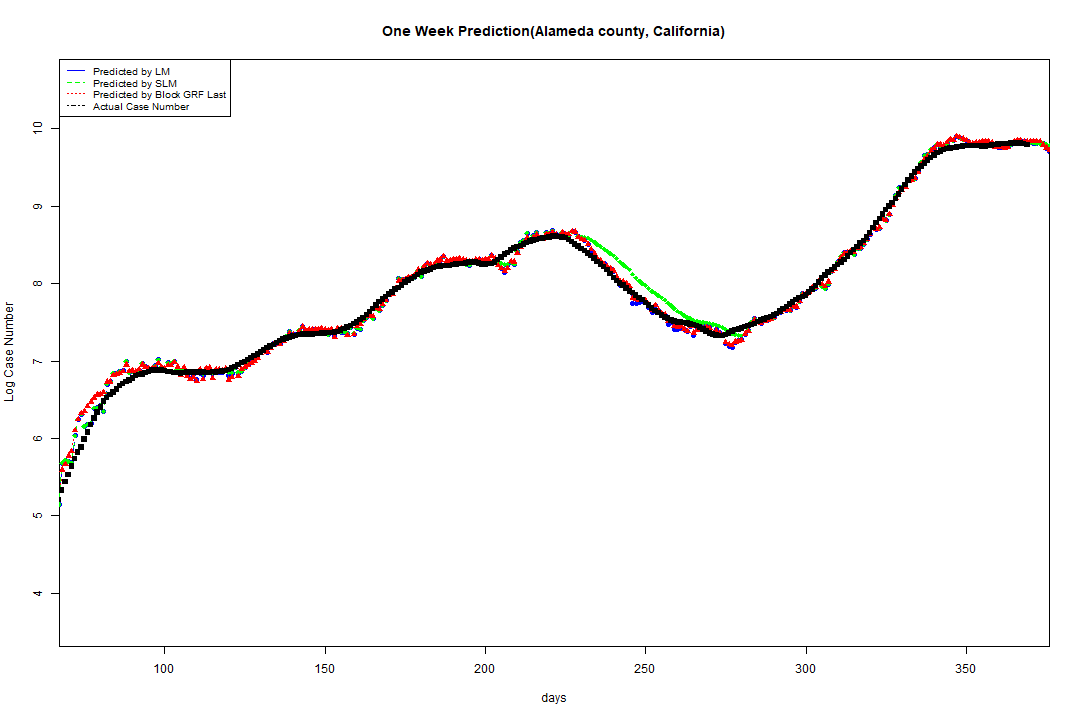 One Week Prediction(Alameda county, California)
Predicted by LM
Predicted by SLM
Predicted by Block GRF Last
Actual Case Number
Log Case Number
10
9
8
7
6
5
4
100 150 200 250 300 350
days